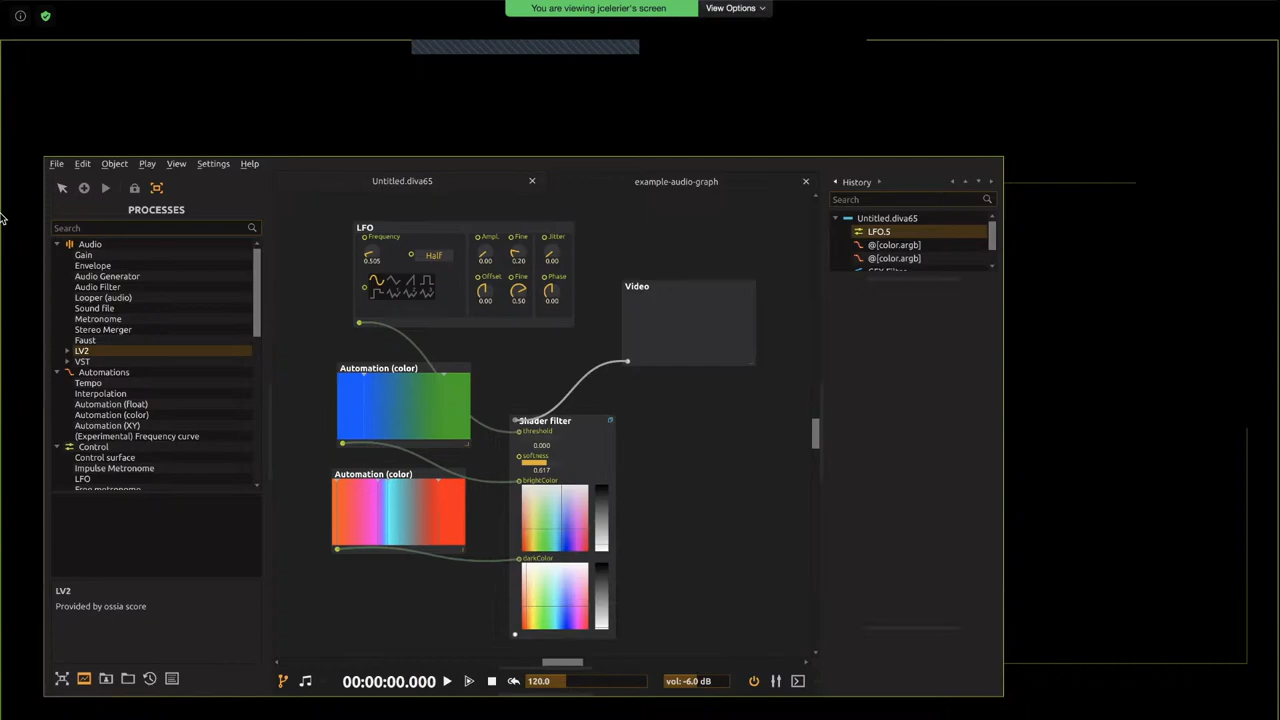 You are viewing jcelerier's screen
View Options
File Edit Object Play View Settings Help
PROCESSES
Search
Audio
Gain
Envelope
Audio Generator
Audio Filter
Looper (audio)
Sound file
Metronome
Stereo Merger
Faust
LV2
VST
Automations
Tempo
Interpolation
Automation (float)
Automation (color)
Automation (XY)
(Experimental) Frequency curve
Control
Control surface
Impulse Metronome
LFO
Free metronome
LV2
Provided by ossia score
Untitled.diva65
example-audio-graph
LFO
Frequency
0.505
Half
Ampl. Fine Jitter
0.00 0.20 0.00
Offset Fine Phase
0.00 0.50 0.00
Video
Automation (color)
Automation (color)
Shader filter
threshold
0.000
softness
0.617
brightColor
darkColor
00:00:00.000
120.0
vol: -6.0 dB
History
Search
Untitled.diva65
LFO.5
@[color.argb]
@[color.argb]
GFX Filter